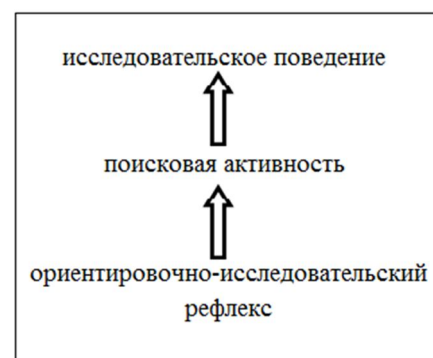 исследовательское поведение
поисковая активность
ориентировочно-исследовательский
рефлекс